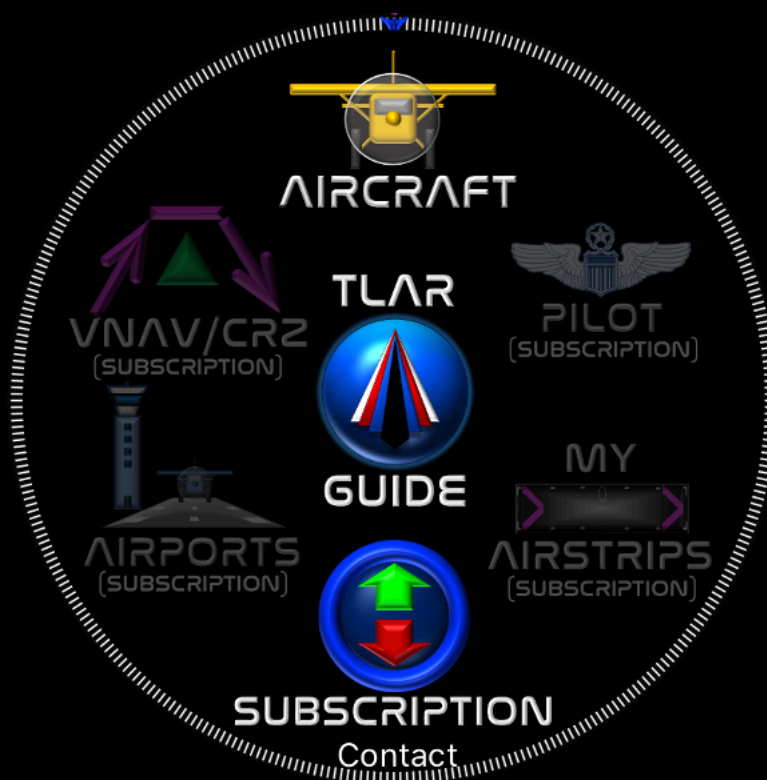 AIRCRAFT
VNAV/CRZ
(SUBSCRIPTION)
PILOT
(SUBSCRIPTION)
TLAR
GUIDE
AIRPORTS
(SUBSCRIPTION)
MY
AIRSTRIPS
(SUBSCRIPTION)
SUBSCRIPTION
Contact